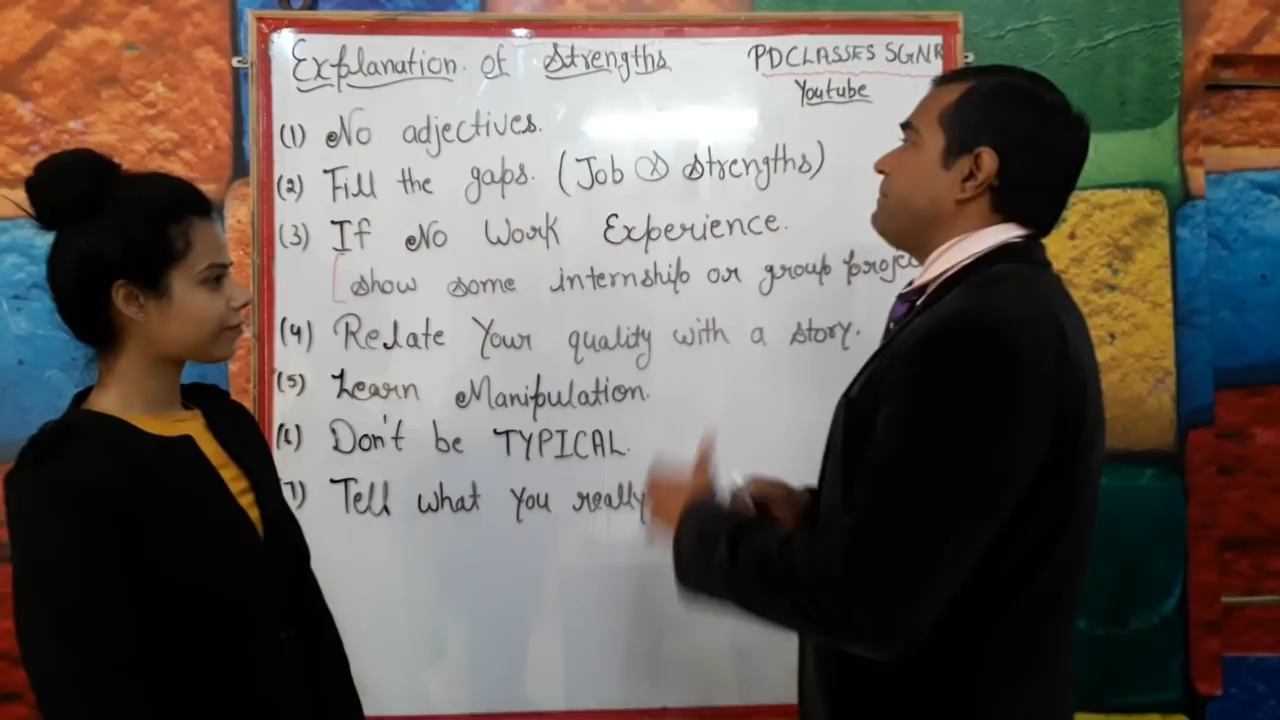 Explanation of Strengths
PDCLASSES SGNR
Youtube
(1) No adjectives.
(2) Fill the gaps. (Job & strengths)
(3) If No Work Experience.
show some internship or group
(4) Relate Your quality with a story.
(5) Learn Manipulation.
(6) Don't be TYPICAL.
(7) Tell what you really